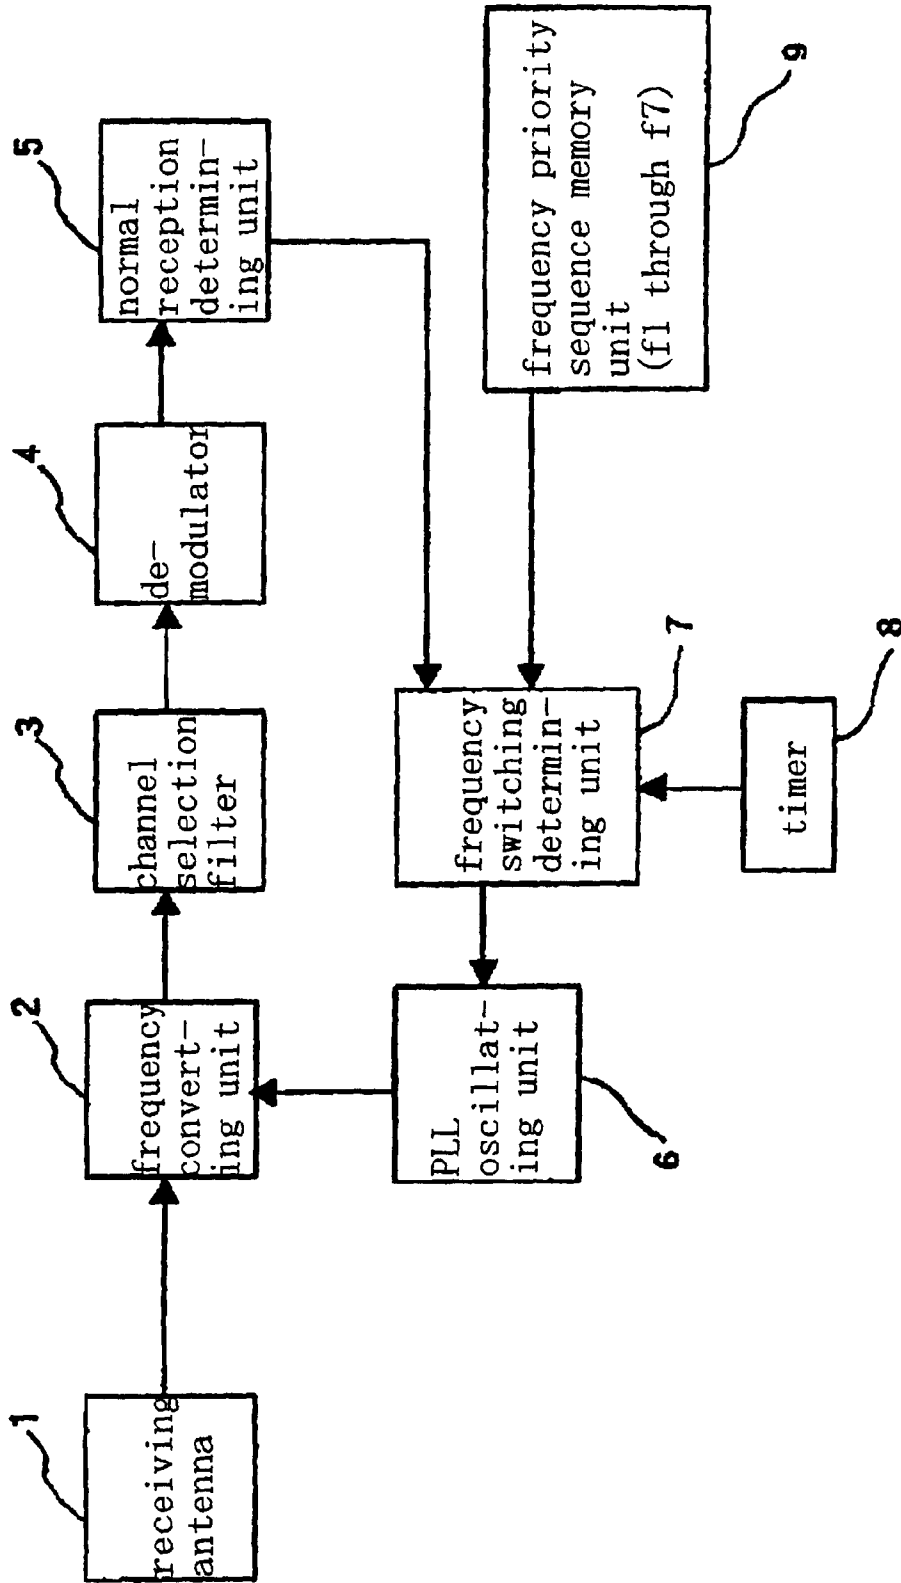 1
receiving
antenna
2
frequency
convert-
ing unit
3
channel
selection
filter
4
de-
modulator
5
normal
reception
determin-
ing unit
PLL
oscillat-
ing unit
6
frequency
switching
determin-
ing unit
7
timer
8
frequency priority
sequence memory
unit
(f1 through f7)
9